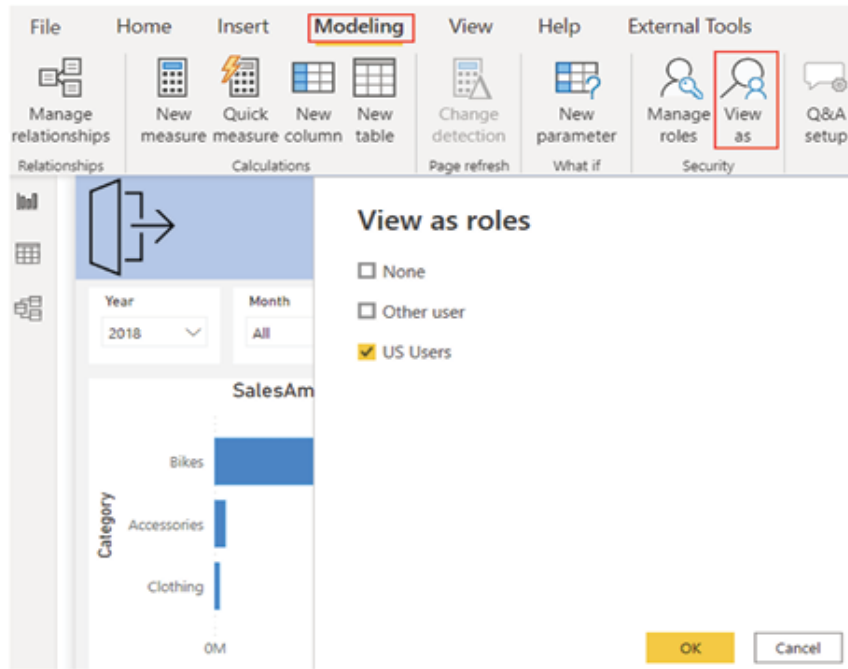 File Home Insert Modeling View Help External Tools
Manage relationships
New measure
Quick measure
New column
New table
Change detection
New parameter
Manage roles
View as
Q&A setup
Relationships Calculations Page refresh What if Security
View as roles
None
Other user
US Users
Year
2018
Month
All
SalesAm
Category
Bikes
Accessories
Clothing
0M
OK Cancel